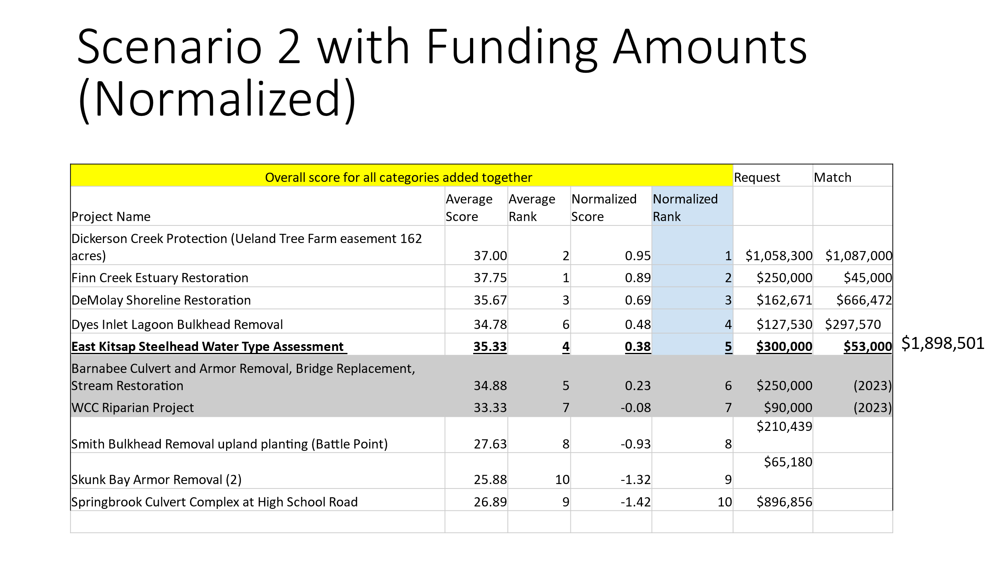 Scenario 2 with Funding Amounts
(Normalized)
Overall score for all categories added together Request Match
Project Name Average Score Average Rank Normalized Score Normalized Rank
Dickerson Creek Protection (Ueland Tree Farm easement 162
acres) 37.00 2 0.95 1 $1,058,300 $1,087,000
Finn Creek Estuary Restoration 37.75 1 0.89 2 $250,000 $45,000
DeMolay Shoreline Restoration 35.67 3 0.69 3 $162,671 $666,472
Dyes Inlet Lagoon Bulkhead Removal 34.78 6 0.48 4 $127,530 $297,570
East Kitsap Steelhead Water Type Assessment 35.33 4 0.38 5 $300,000 $53,000 $1,898,501
Barnabee Culvert and Armor Removal, Bridge Replacement,
Stream Restoration 34.88 5 0.23 6 $250,000 (2023)
WCC Riparian Project 33.33 7 -0.08 7 $90,000 (2023)
Smith Bulkhead Removal upland planting (Battle Point) 27.63 8 -0.93 8 $210,439
Skunk Bay Armor Removal (2) 25.88 10 -1.32 9 $65,180
Springbrook Culvert Complex at High School Road 26.89 9 -1.42 10 $896,856